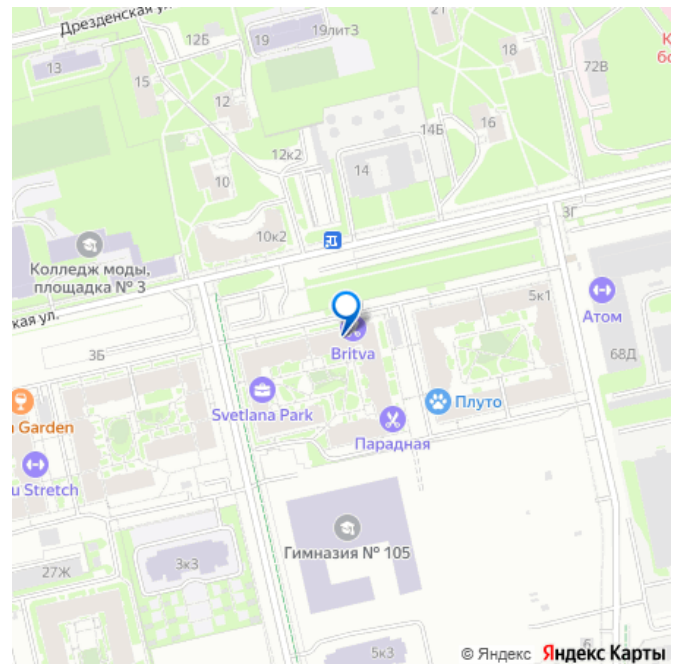 Дрезденская ул.
21
12Б
19
19литЗ
18
13
15
72В
12
16
14Б
12к2
14
10
3Г
10к2
Колледж моды,
площадка № 3
кая ул.
5к1
Атом
3Б
Britva
68Д
Svetlana Park
Плуто
Garden
Парадная
u Stretch
Гимназия № 105
3к3
27Ж
5к3
© Яндекс Яндекс Карты